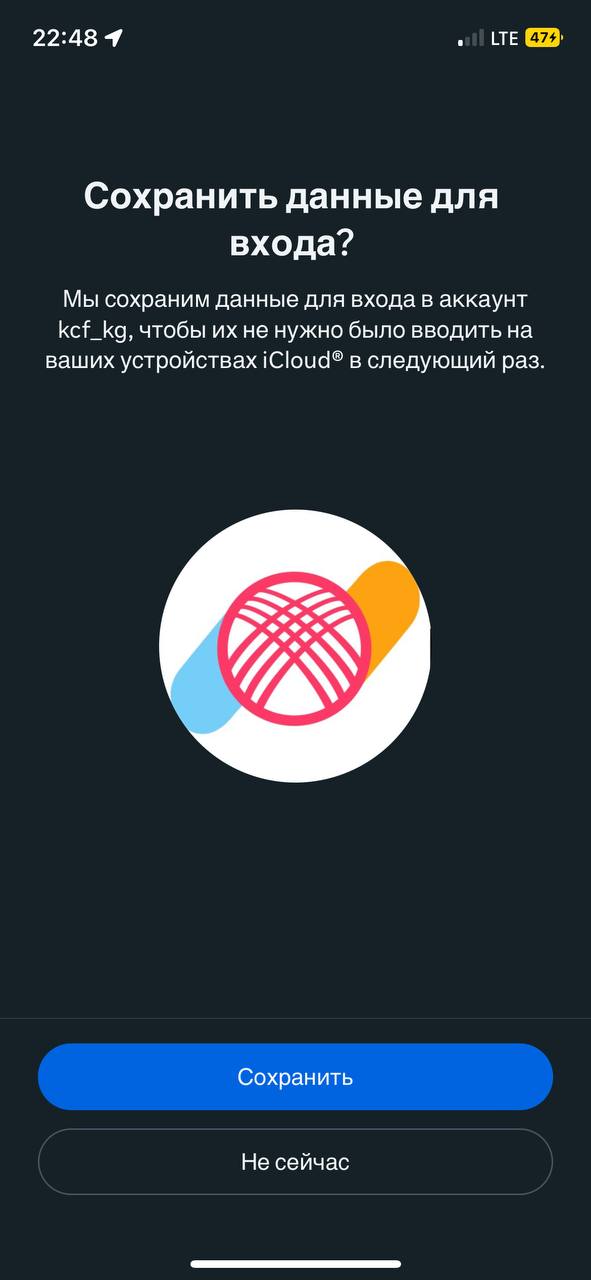 22:48
LTE
47
Сохранить данные для
входа?
Мы сохраним данные для входа в аккаунт
kcf_kg, чтобы их не нужно было вводить на
ваших устройствах iCloud® в следующий раз.
Сохранить
Не сейчас